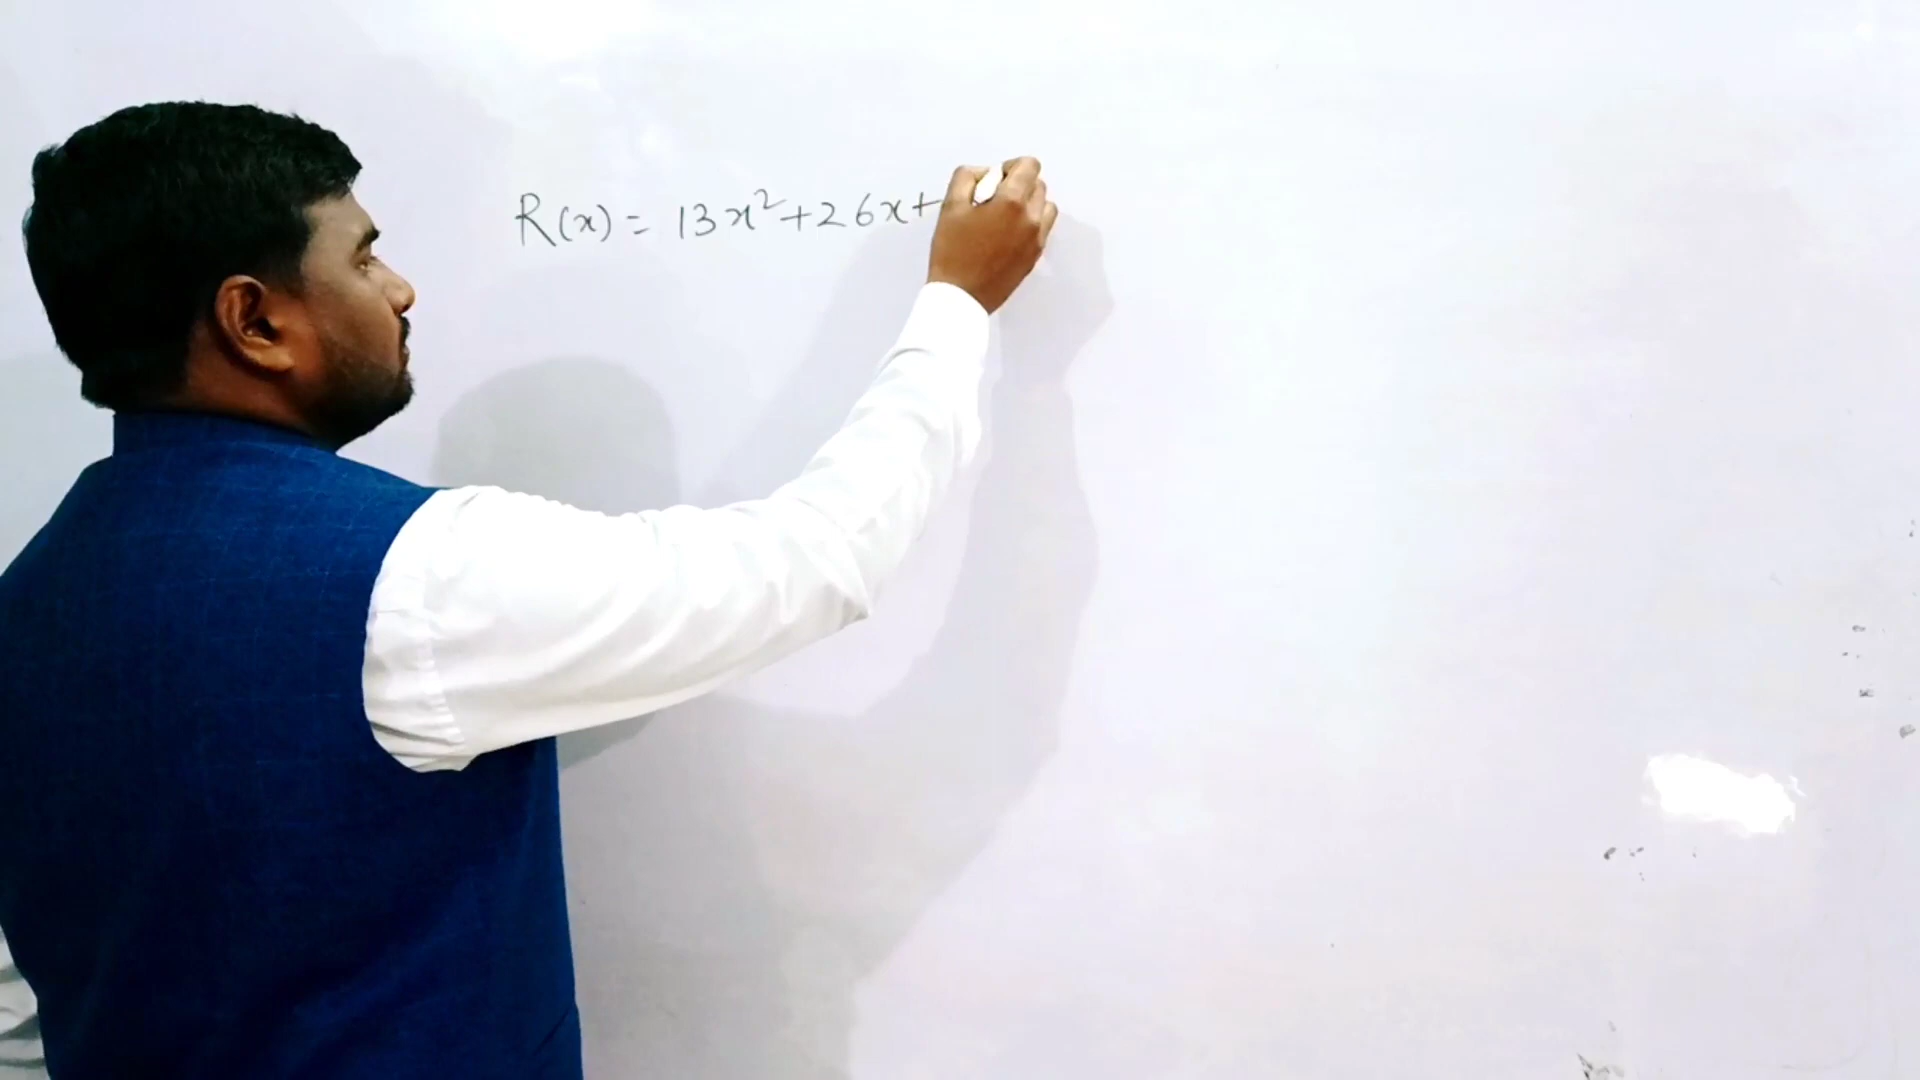 R(x) = 13x²+26x+